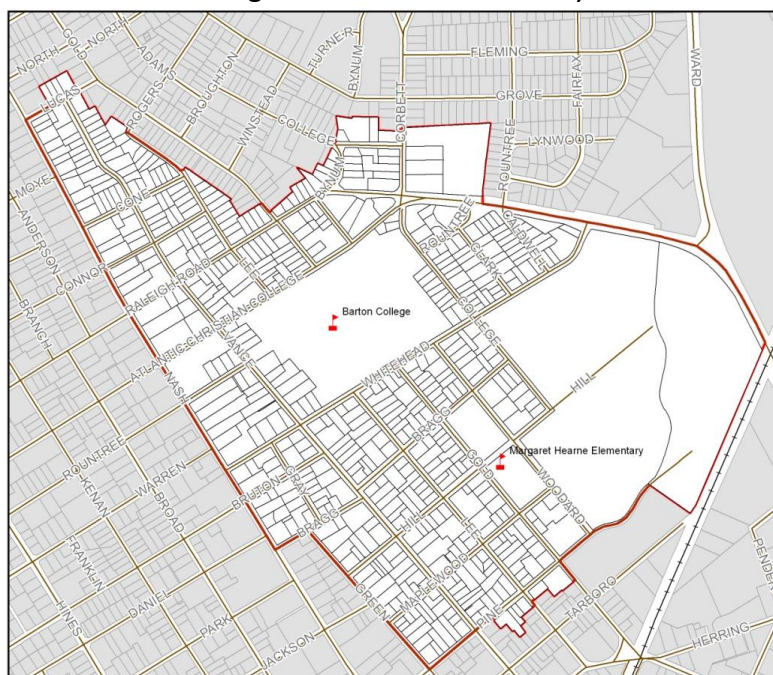 NORTH
GOLD
NORTH
ADAMS
BROUGHTON
TURNER
BYNUM
CORBETT
FLEMING
WARD
LUCAS
ROGERS
WINSTEAD
COLLEGE
GROVE
FAIRFAX
ROUNTREE
LYNWOOD
MOYE
CONE
BYNUM
ANDERSON
CONNOR
RALEIGH ROAD
LEE
ROUNTREE
CALDWELL
CLARK
BRANCH
ATLANTIC CHRISTIAN COLLEGE
Barton College
VANCE
COLLEGE
NASH
WHITEHEAD
HILL
ROUNTREE
WARREN
BRAGG
GOLD
Margaret Hearne Elementary
KENAN
BROAD
BRUTON
GRAY
BRAGG
HILL
LEE
WOODARD
FRANKLIN
DANIEL
PARK
GREEN
MAPLEWOOD
PINE
TARBORO
PENDER
HINES
JACKSON
HERRING